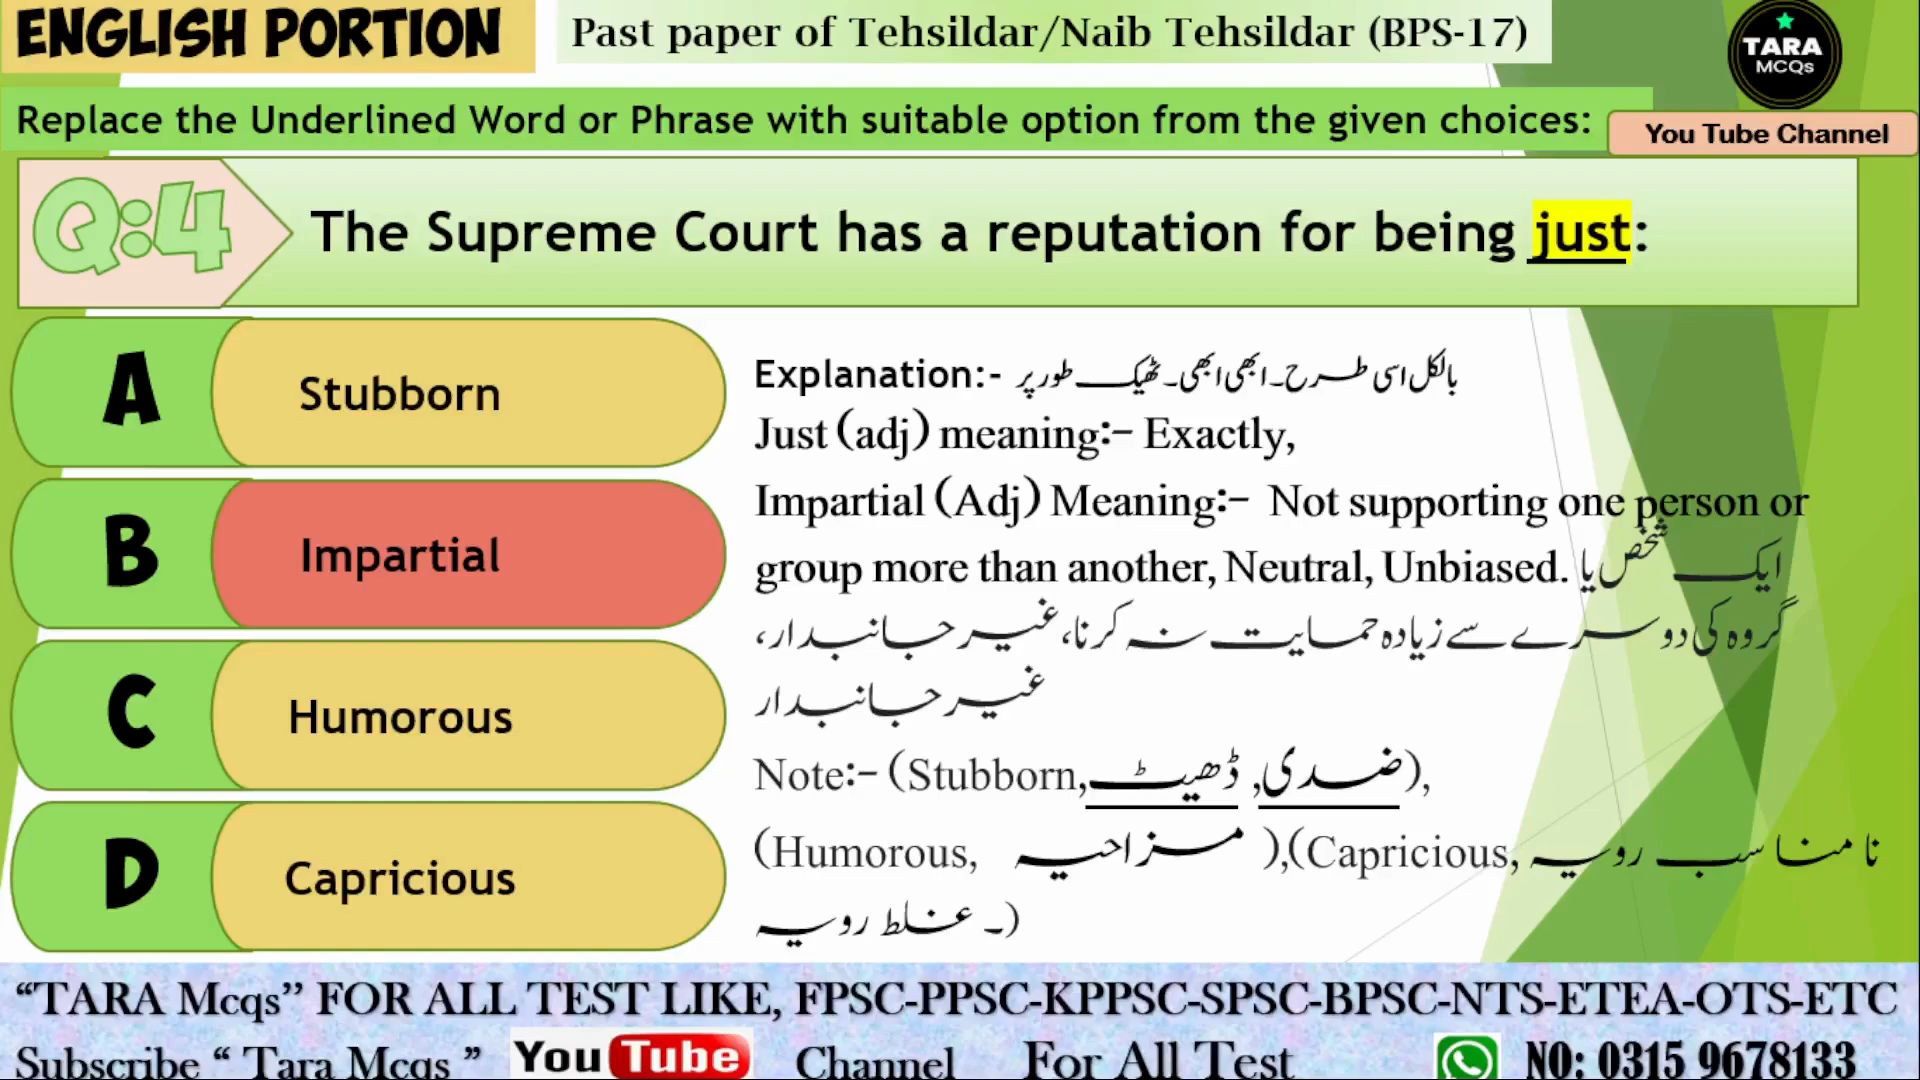 ENGLISH PORTION
Past paper of Tehsildar/Naib Tehsildar (BPS-17)
TARA
MCQs
Replace the Underlined Word or Phrase with suitable option from the given choices:
You Tube Channel
Q:4
The Supreme Court has a reputation for being just:
A
Stubborn
B
Impartial
C
Humorous
D
Capricious
Explanation:- بالکل اسی طرح۔ ابھی ابھی۔ ٹھیک طور پر
Just (adj) meaning:- Exactly,
Impartial (Adj) Meaning:- Not supporting one person or
group more than another, Neutral, Unbiased. ایک شخص یا
گروہ کی دوسرے سے زیادہ حمایت نہ کرنا، غیر جانبدار،
غیر جانبدار
Note:- (Stubborn, ڈھیٹ ,ضدی),
(Humorous, مزاحیہ ),(Capricious, نا مناسب رویہ
۔ غلط رویہ)
“TARA Mcqs” FOR ALL TEST LIKE, FPSC-PPSC-KPPSC-SPSC-BPSC-NTS-ETEA-OTS-ETC
Subscribe “ Tara Mcqs ” You Tube Channel For All Test NO: 0315 9678133